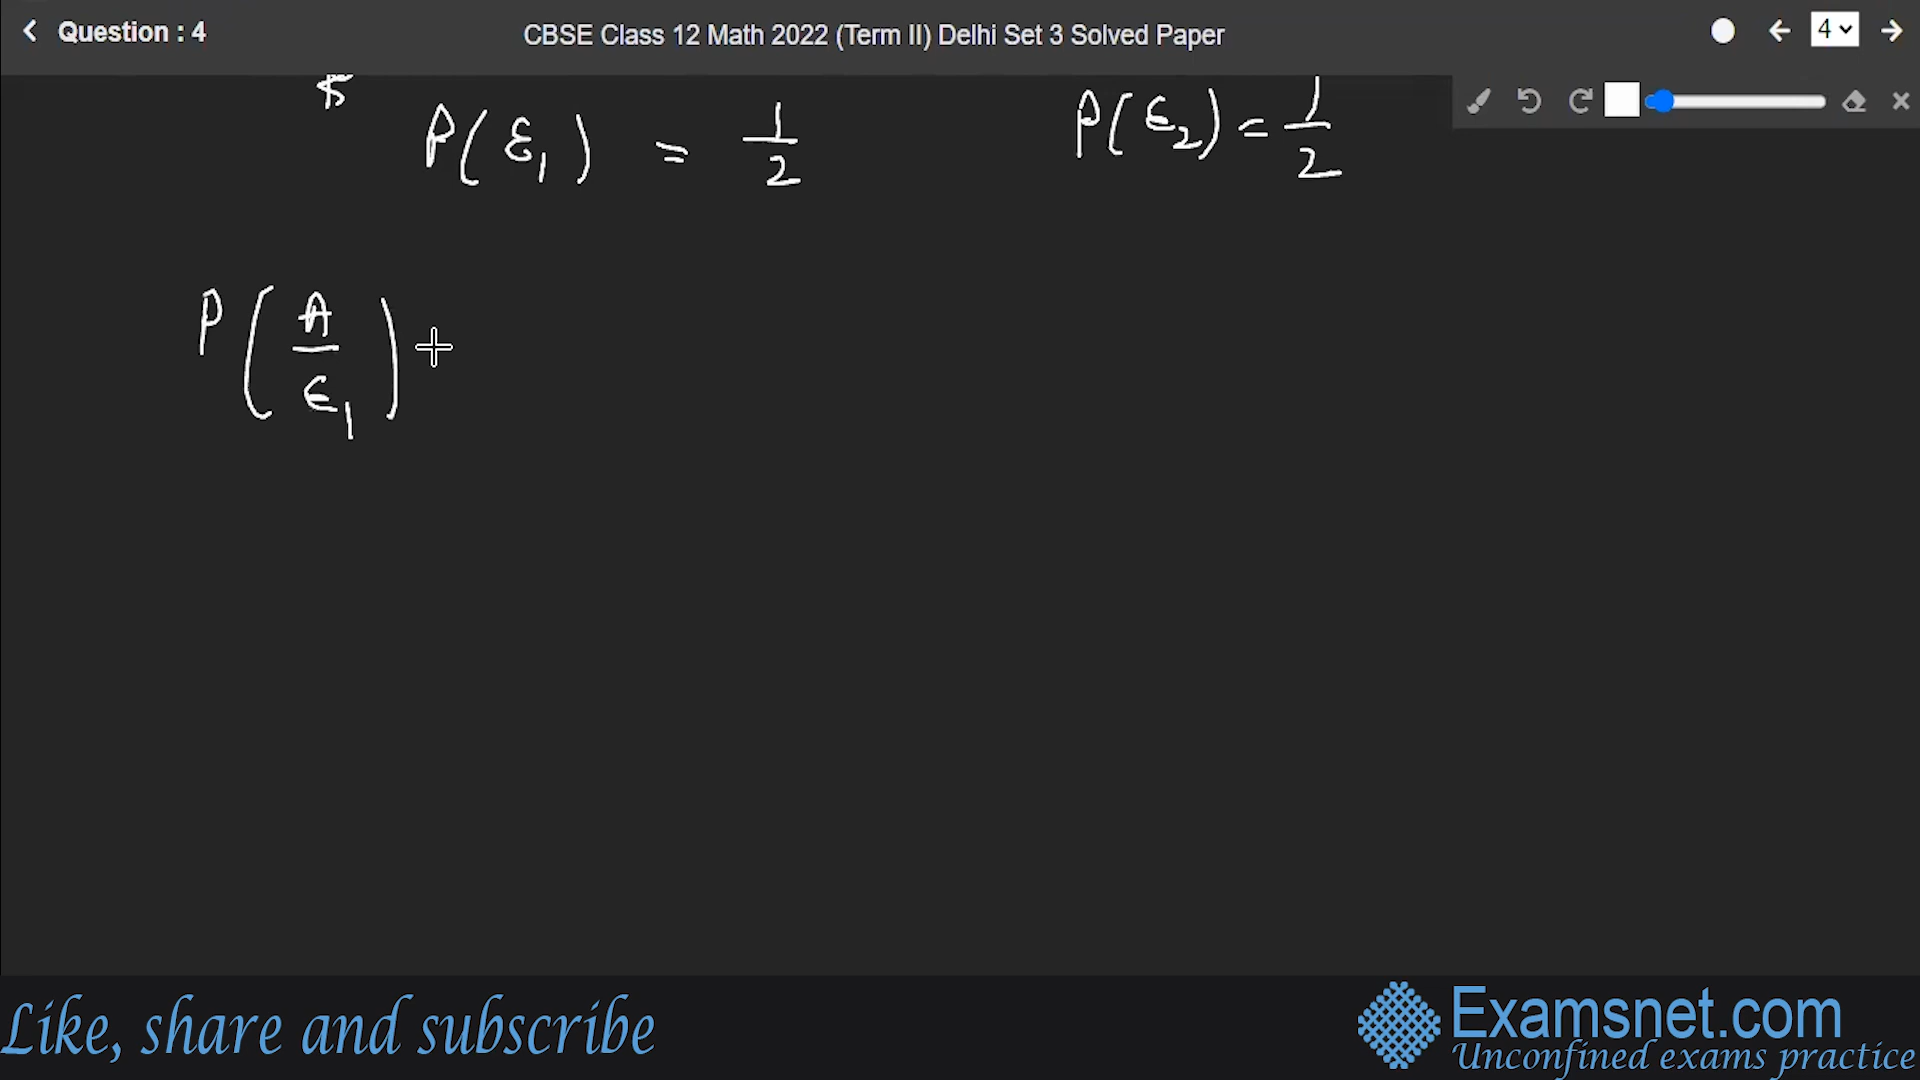 Question : 4
CBSE Class 12 Math 2022 (Term II) Delhi Set 3 Solved Paper
4
P(E₁) = 1/2
P(E₂) = 1/2
P(A/E₁)
Like, share and subscribe
Examsnet.com
Unconfined exams practice